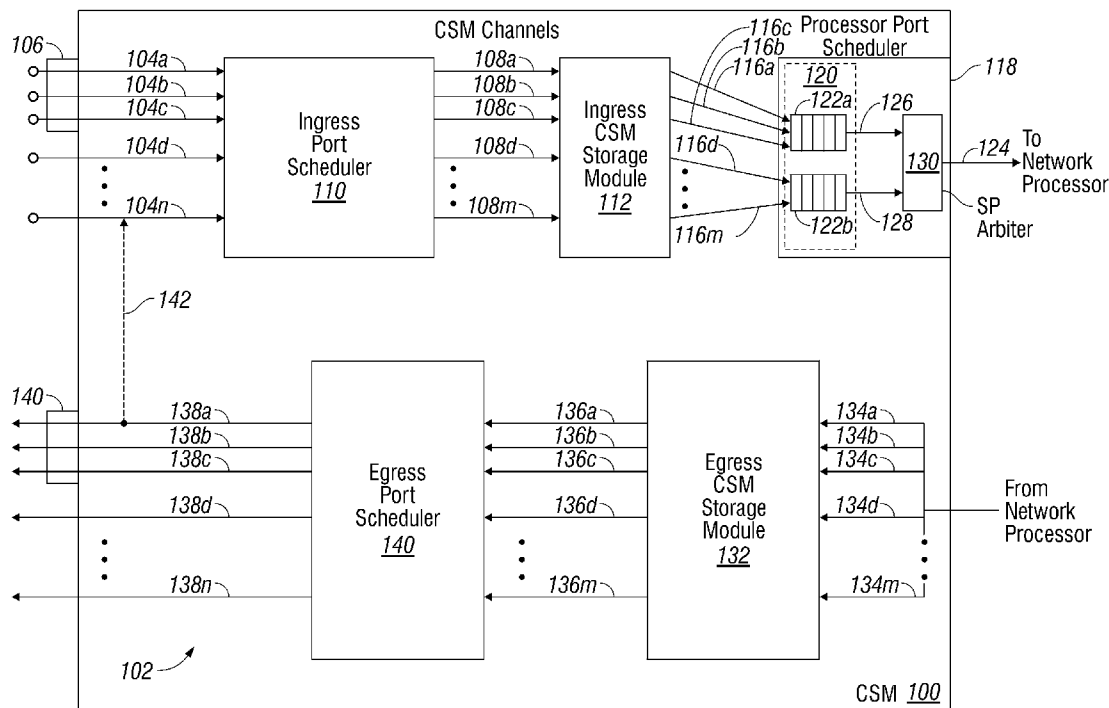 CSM Channels
Processor Port
Scheduler
106
104a
104b
104c
104d
104n
Ingress
Port
Scheduler
110
108a
108b
108c
108d
108m
Ingress
CSM
Storage
Module
112
116c
116b
116a
116d
116m
120
122a
122b
126
128
130
118
124
To
Network
Processor
SP
Arbiter
142
140
138a
138b
138c
138d
138n
Egress
Port
Scheduler
140
136a
136b
136c
136d
136m
Egress
CSM
Storage
Module
132
134a
134b
134c
134d
134m
From
Network
Processor
102
CSM 100